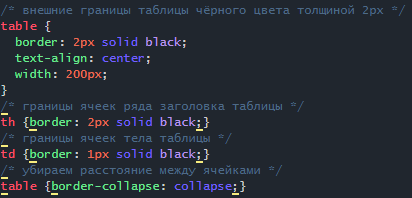 /* внешние границы таблицы чёрного цвета толщиной 2px */
table {
  border: 2px solid black;
  text-align: center;
  width: 200px;
}
/* границы ячеек ряда заголовка таблицы */
th {border: 2px solid black;}
/* границы ячеек тела таблицы */
td {border: 1px solid black;}
/* убираем расстояние между ячейками */
table {border-collapse: collapse;}